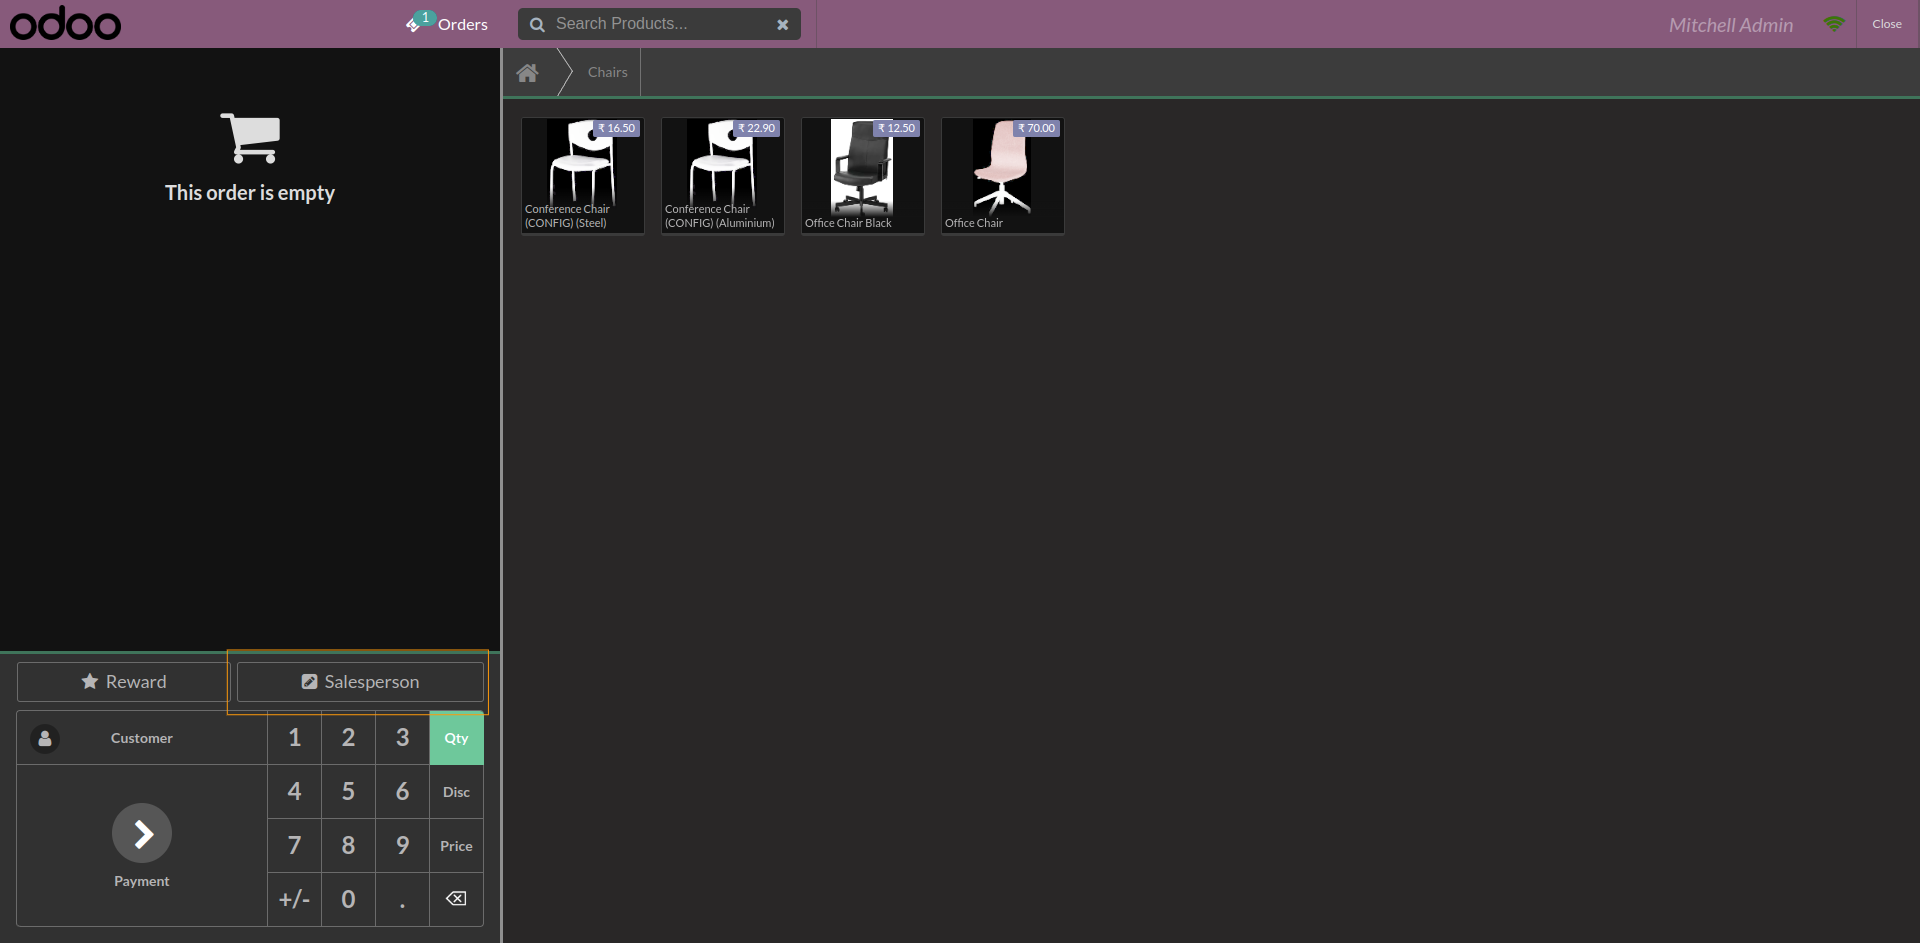 odoo
1 Orders
Search Products...
Mitchell Admin
Close
Chairs
This order is empty
₹ 16.50
Conference Chair
(CONFIG) (Steel)
₹ 22.90
Conference Chair
(CONFIG) (Aluminium)
₹ 12.50
Office Chair Black
₹ 70.00
Office Chair
Reward
Salesperson
Customer
1 2 3 Qty
4 5 6 Disc
Payment
7 8 9 Price
+/- 0 .